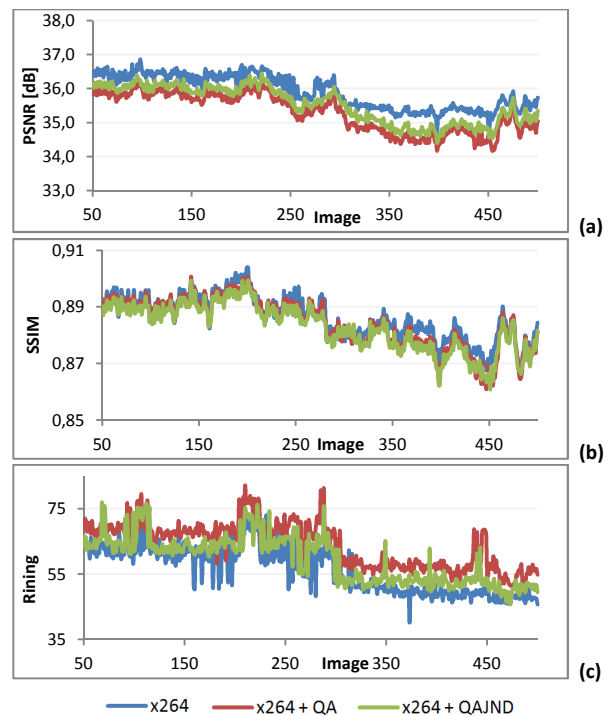 PSNR [dB]
38,0
37,0
36,0
35,0
34,0
33,0
50 150 250 350 450
Image
(a)
SSIM
0,91
0,89
0,87
0,85
50 150 250 350 450
Image
(b)
Rining
75
55
35
50 150 250 350 450
Image
(c)
x264 x264 + QA x264 + QAJND